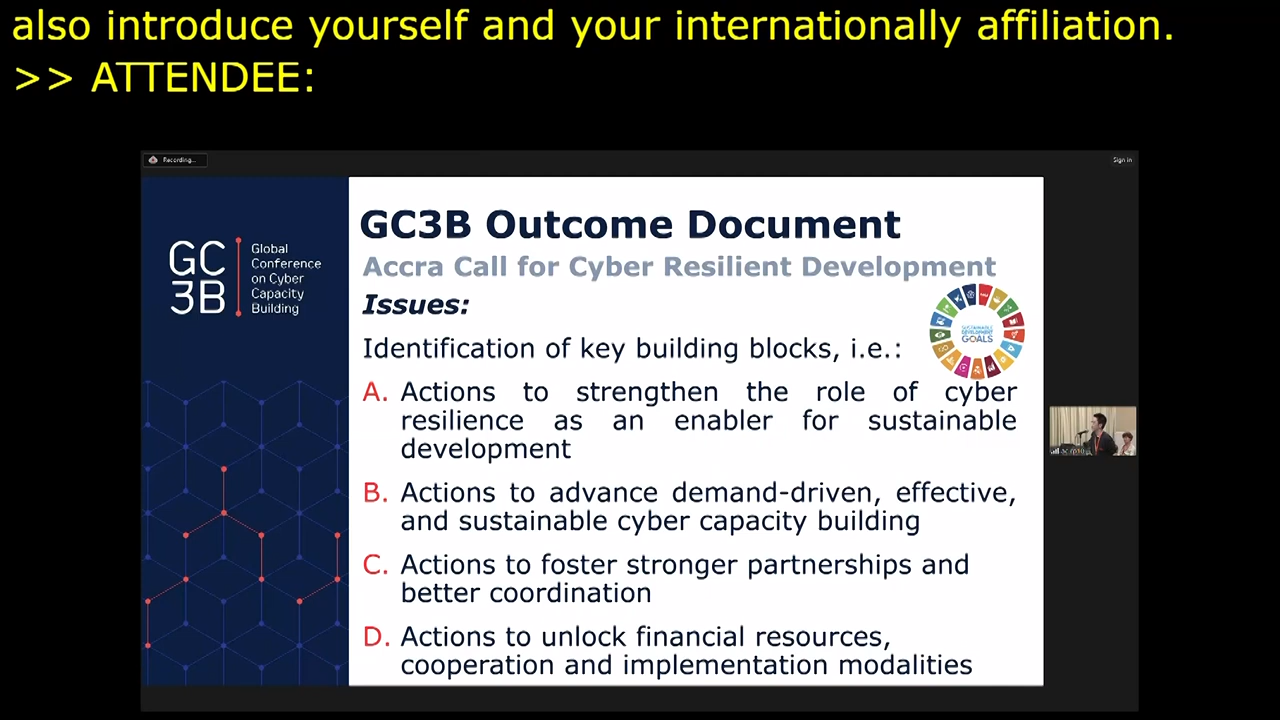 also introduce yourself and your internationally affiliation.
>> ATTENDEE:
Recording...
Sign in
GC3B Outcome Document
Accra Call for Cyber Resilient Development
GC
3B
Global
Conference
on Cyber
Capacity
Building
Issues:
SUSTAINABLE
DEVELOPMENT
GOALS
Identification of key building blocks, i.e.:
A. Actions to strengthen the role of cyber
resilience as an enabler for sustainable
development
B. Actions to advance demand-driven, effective,
and sustainable cyber capacity building
C. Actions to foster stronger partnerships and
better coordination
D. Actions to unlock financial resources,
cooperation and implementation modalities